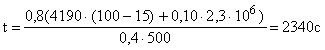 t = 0,8(4190 · (100 − 15) + 0,10 · 2,3 · 10⁶) / 0,4 · 500 = 2340c